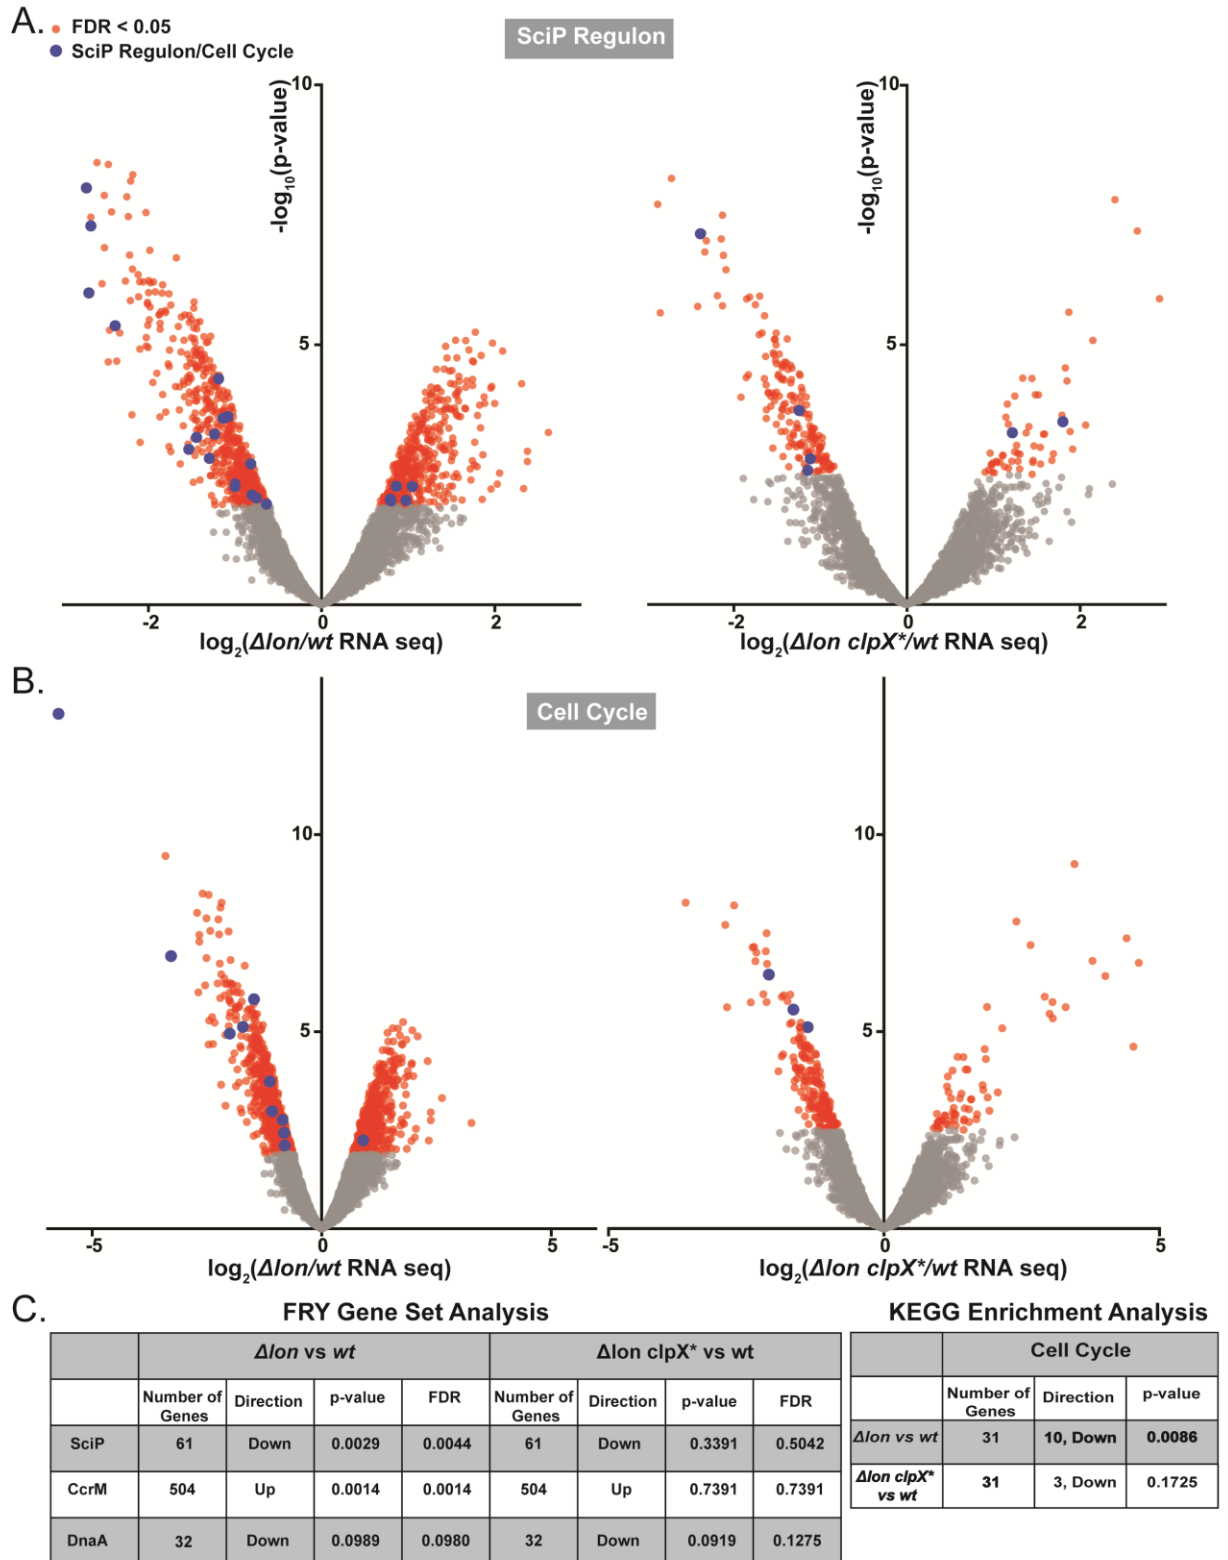 A.
FDR < 0.05
SciP Regulon/Cell Cycle
SciP Regulon
-log10(p-value)
10
5
-2
0
2
log2(Δlon/wt RNA seq)
-log10(p-value)
10
5
-2
0
2
log2(Δlon clpX*/wt RNA seq)
B.
Cell Cycle
10
5
-5
0
5
log2(Δlon/wt RNA seq)
10
5
-5
0
5
log2(Δlon clpX*/wt RNA seq)
C.
FRY Gene Set Analysis
Δlon vs wt
Δlon clpX* vs wt
Number of Genes
Direction
p-value
FDR
Number of Genes
Direction
p-value
FDR
SciP 61 Down 0.0029 0.0044 61 Down 0.3391 0.5042
CcrM 504 Up 0.0014 0.0014 504 Up 0.7391 0.7391
DnaA 32 Down 0.0989 0.0980 32 Down 0.0919 0.1275
KEGG Enrichment Analysis
Cell Cycle
Number of Genes
Direction
p-value
Δlon vs wt 31 10, Down 0.0086
Δlon clpX* vs wt 31 3, Down 0.1725